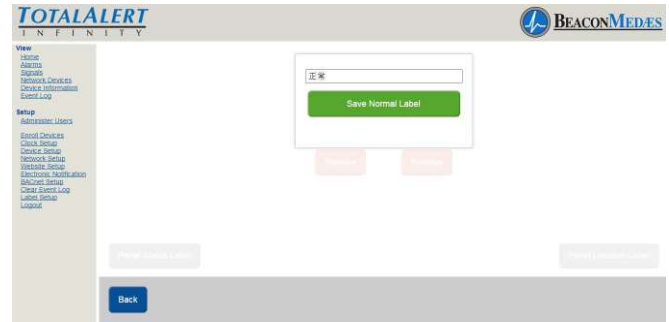 TOTALALERT
INFINITY
BEACONMEDÆS
View
Home
Alarms
Signals
Network Devices
Device Information
Event Log
Setup
Administer Users
Enroll Devices
Clock Setup
Device Setup
Network Setup
Website Setup
Electronic Notification
BACnet Setup
Clear Event Log
Label Setup
Logout
正常
Save Normal Label
Back